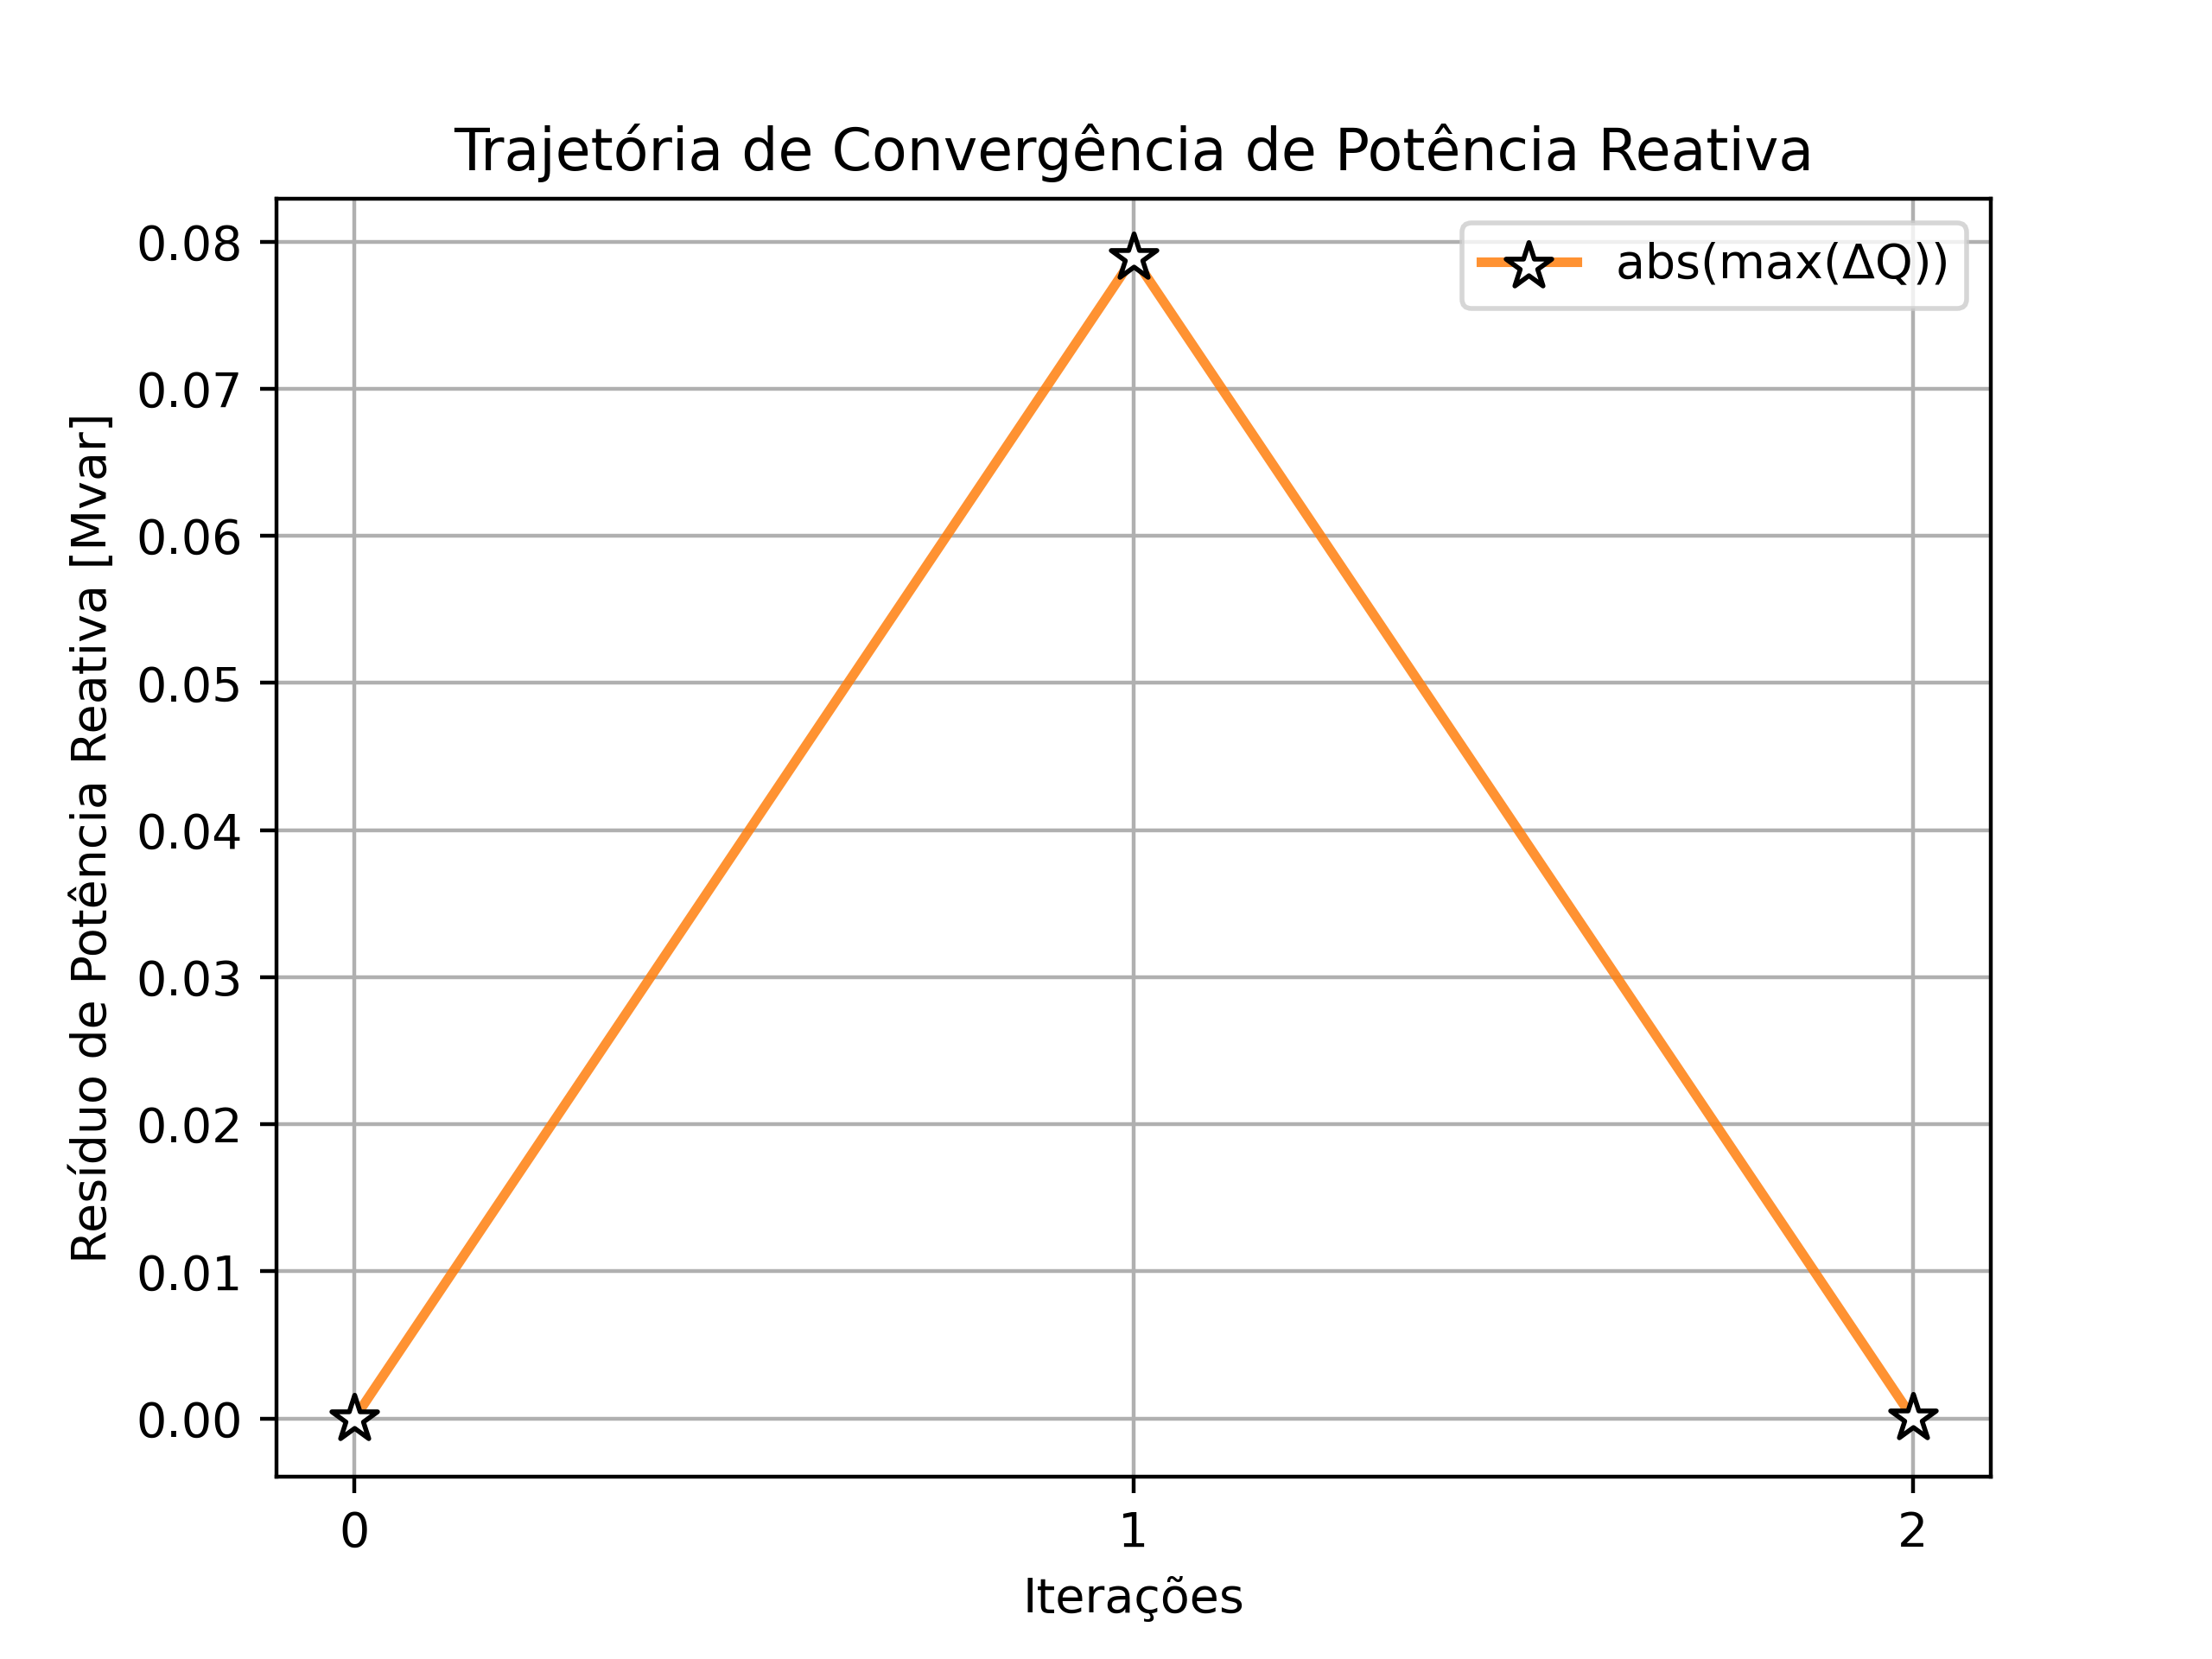 Trajetória de Convergência de Potência Reativa
abs(max(ΔQ))
Resíduo de Potência Reativa [Mvar]
0.08
0.07
0.06
0.05
0.04
0.03
0.02
0.01
0.00
0 1 2
Iterações